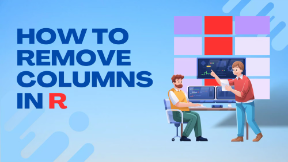 HOW TO
REMOVE
COLUMNS
IN R